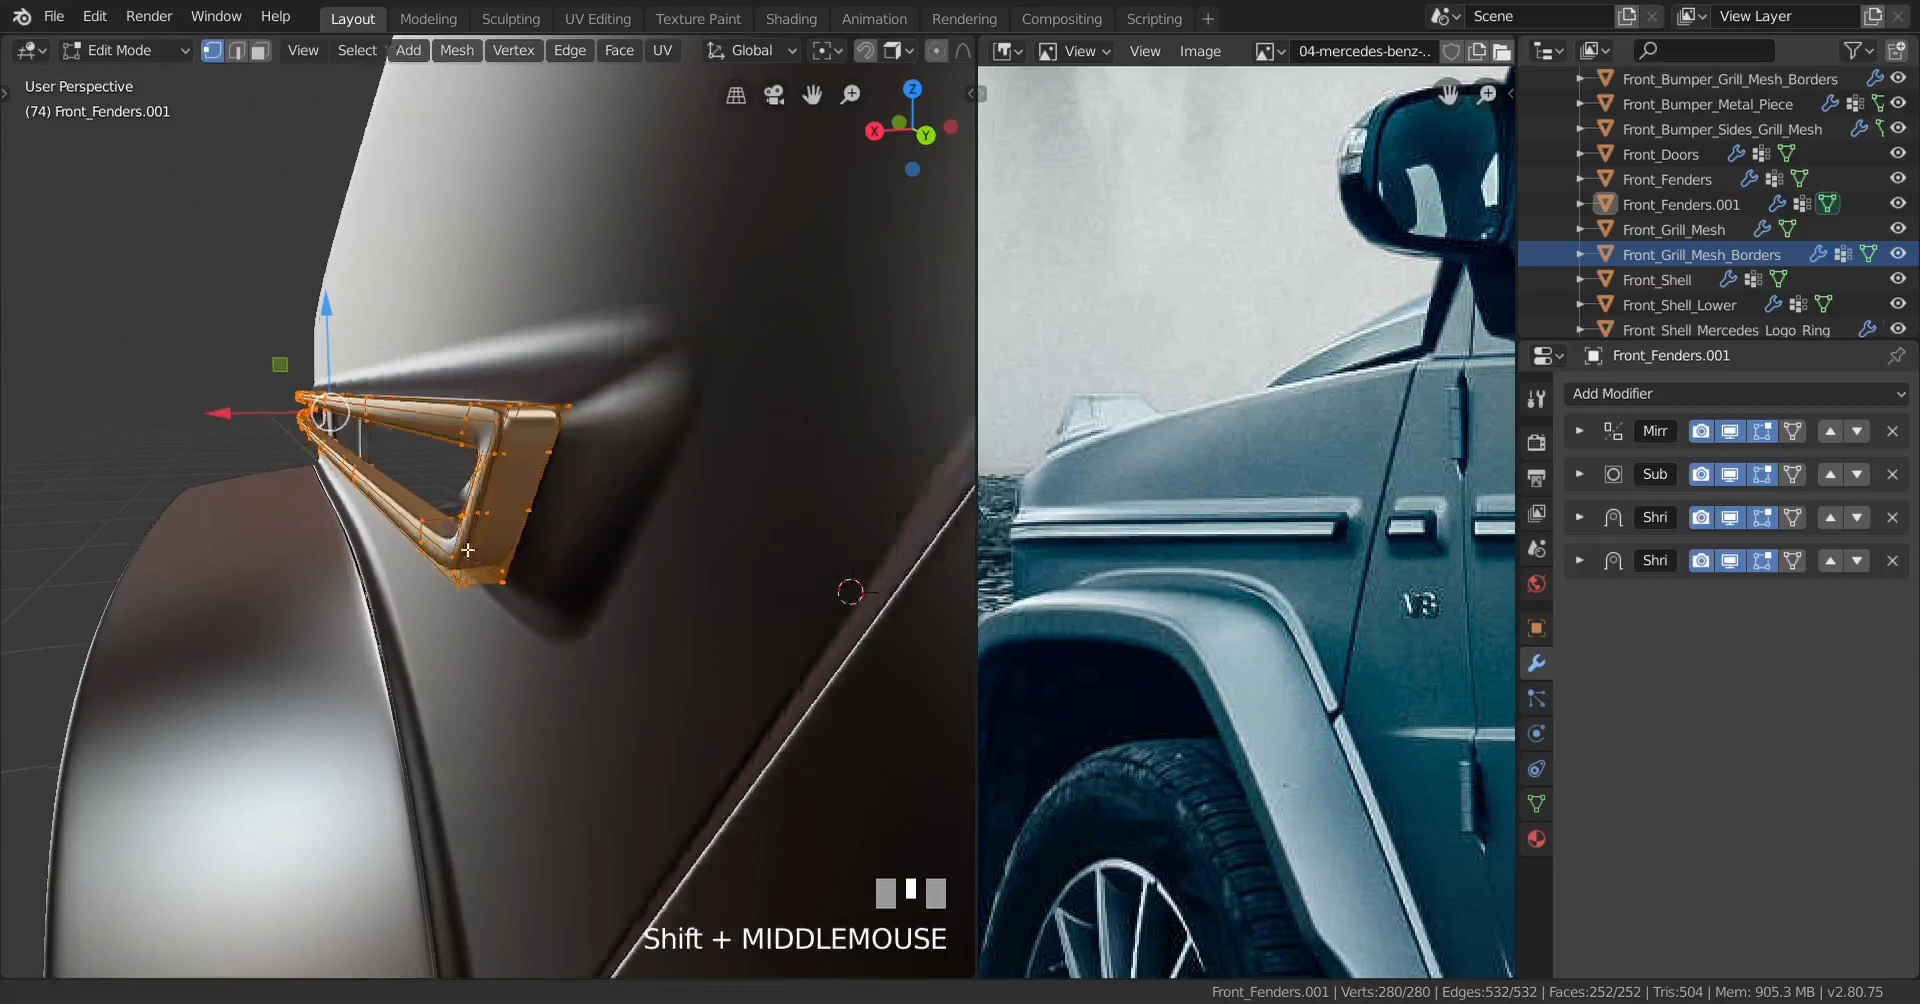 File Edit Render Window Help Layout Modeling Sculpting UV Editing Texture Paint Shading Animation Rendering Compositing Scripting + Scene View Layer
Edit Mode View Select Add Mesh Vertex Edge Face UV Global View View Image 04-mercedes-benz-..
User Perspective
(74) Front_Fenders.001
Z
X
Y
V8
Shift + MIDDLEMOUSE
Front_Bumper_Grill_Mesh_Borders
Front_Bumper_Metal_Piece
Front_Bumper_Sides_Grill_Mesh
Front_Doors
Front_Fenders
Front_Fenders.001
Front_Grill_Mesh
Front_Grill_Mesh_Borders
Front_Shell
Front_Shell_Lower
Front_Shell_Mercedes_Logo_Ring
Front_Fenders.001
Add Modifier
Mirr
Sub
Shri
Shri
Front_Fenders.001 | Verts:280/280 | Edges:532/532 | Faces:252/252 | Tris:504 | Mem: 905.3 MB | v2.80.75